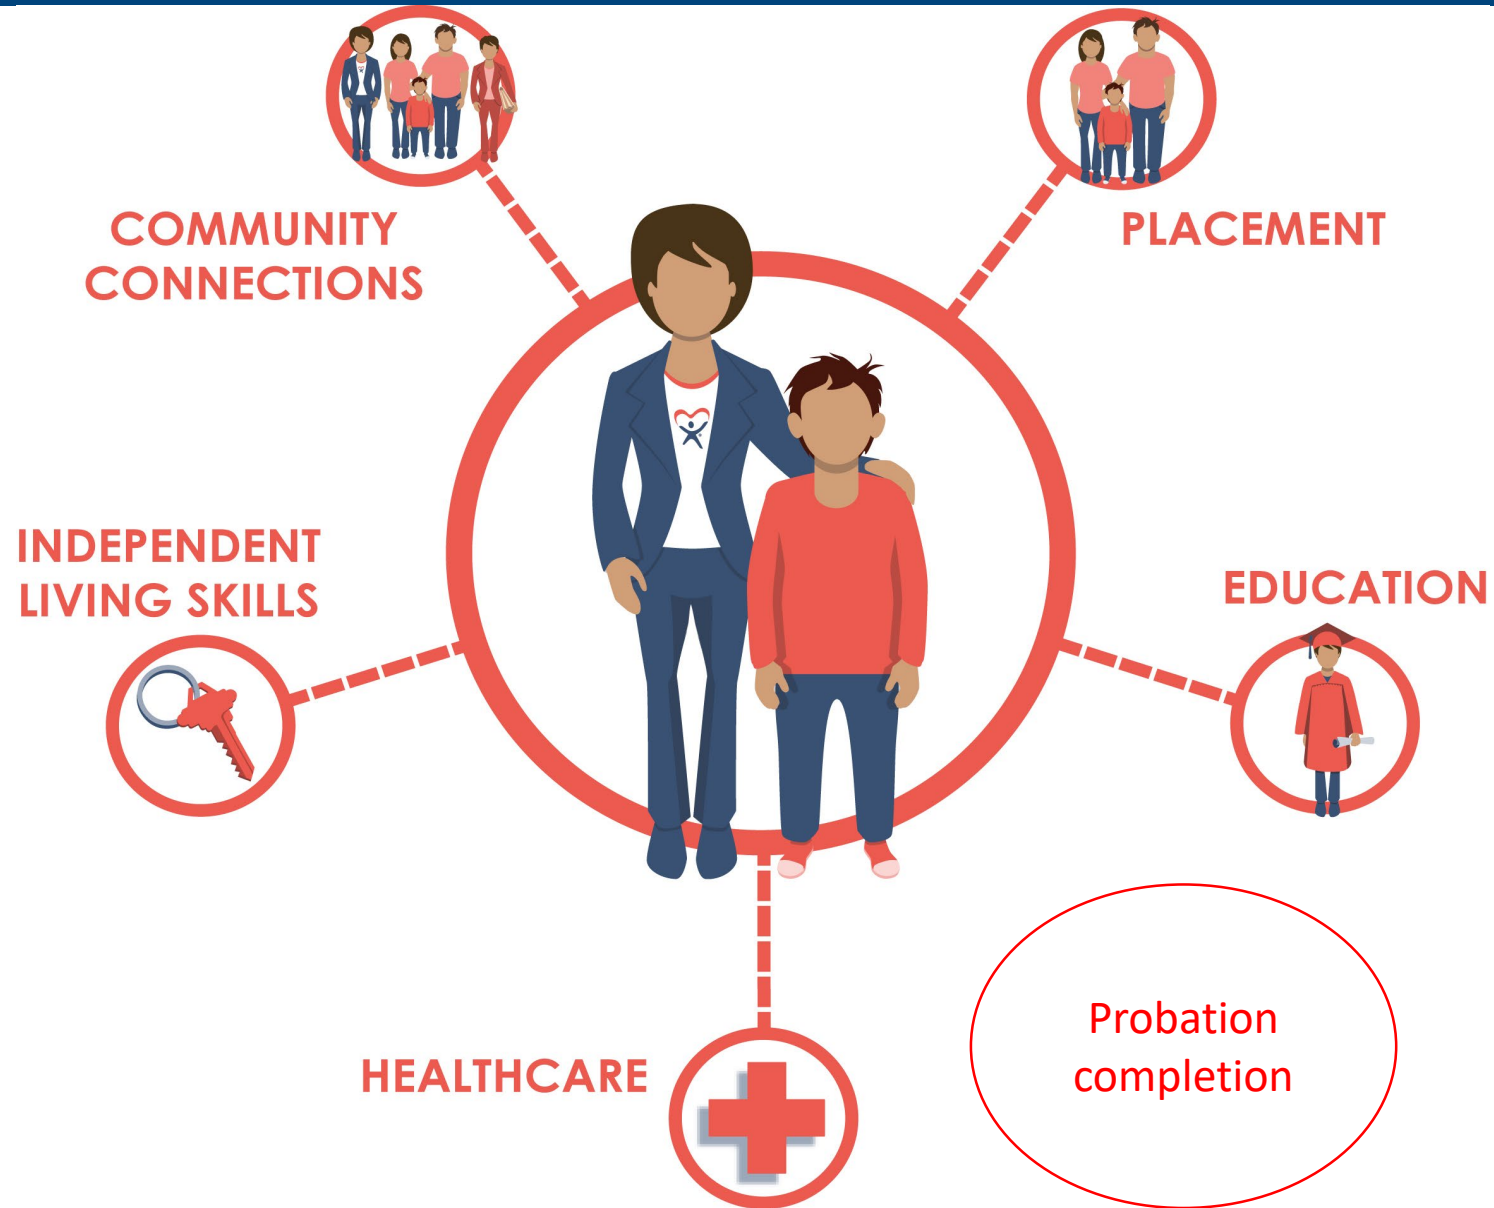 COMMUNITY
CONNECTIONS
PLACEMENT
INDEPENDENT
LIVING SKILLS
EDUCATION
HEALTHCARE
Probation
completion